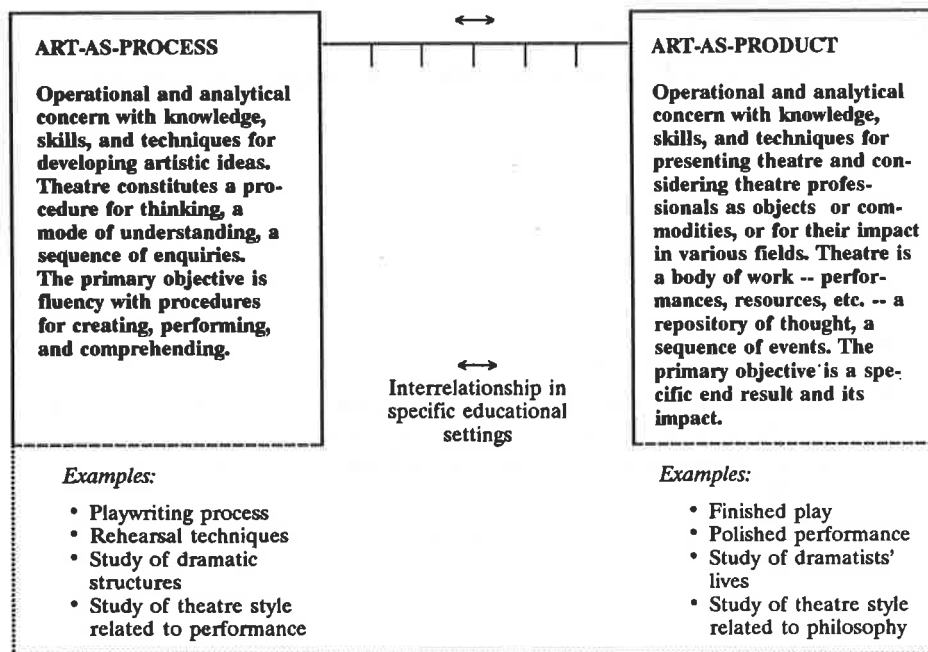 ART-AS-PROCESS
Operational and analytical
concern with knowledge,
skills, and techniques for
developing artistic ideas.
Theatre constitutes a pro-
cedure for thinking, a
mode of understanding, a
sequence of enquiries.
The primary objective is
fluency with procedures
for creating, performing,
and comprehending.
ART-AS-PRODUCT
Operational and analytical
concern with knowledge,
skills, and techniques for
presenting theatre and con-
sidering theatre profes-
sionals as objects or com-
modities, or for their impact
in various fields. Theatre is
a body of work -- perfor-
mances, resources, etc. -- a
repository of thought, a
sequence of events. The
primary objective is a spe-
cific end result and its
impact.
Interrelationship in
specific educational
settings
Examples:
• Playwriting process
• Rehearsal techniques
• Study of dramatic
structures
• Study of theatre style
related to performance
Examples:
• Finished play
• Polished performance
• Study of dramatists'
lives
• Study of theatre style
related to philosophy